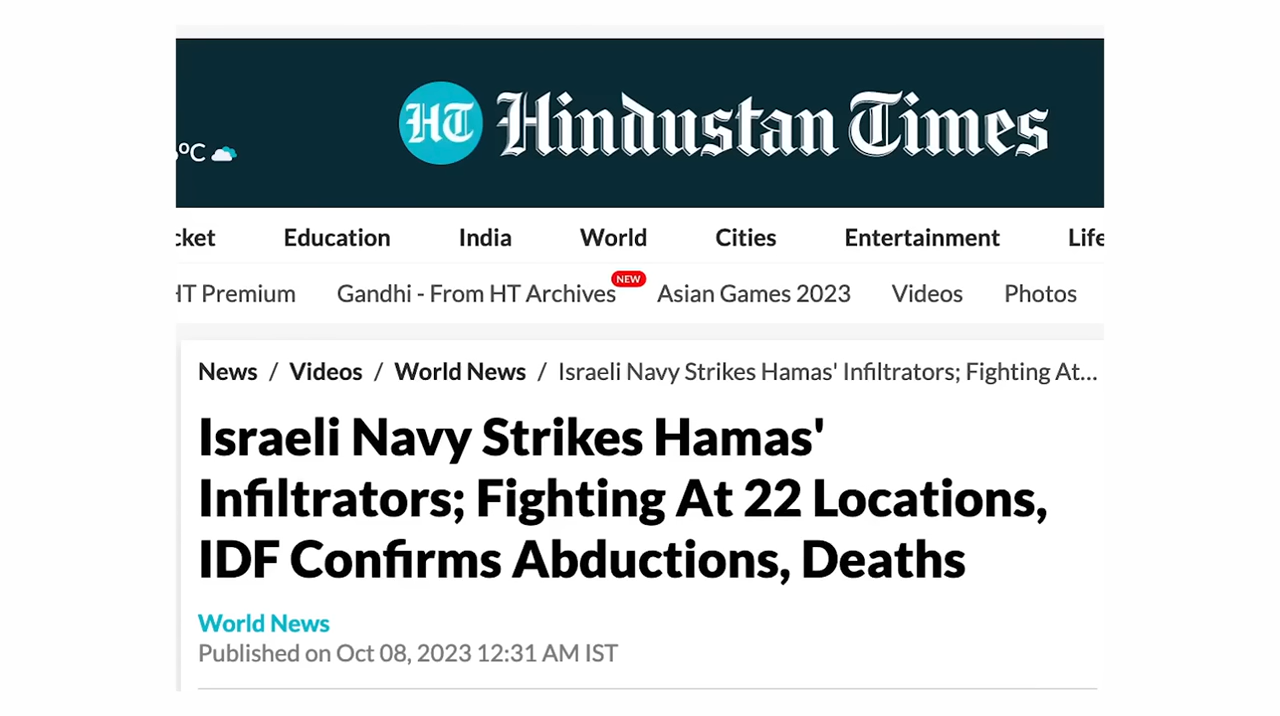 HT Hindustan Times
ºC
cket Education India World Cities Entertainment Life
HT Premium Gandhi - From HT Archives NEW Asian Games 2023 Videos Photos
News / Videos / World News / Israeli Navy Strikes Hamas' Infiltrators; Fighting At...
Israeli Navy Strikes Hamas'
Infiltrators; Fighting At 22 Locations,
IDF Confirms Abductions, Deaths
World News
Published on Oct 08, 2023 12:31 AM IST